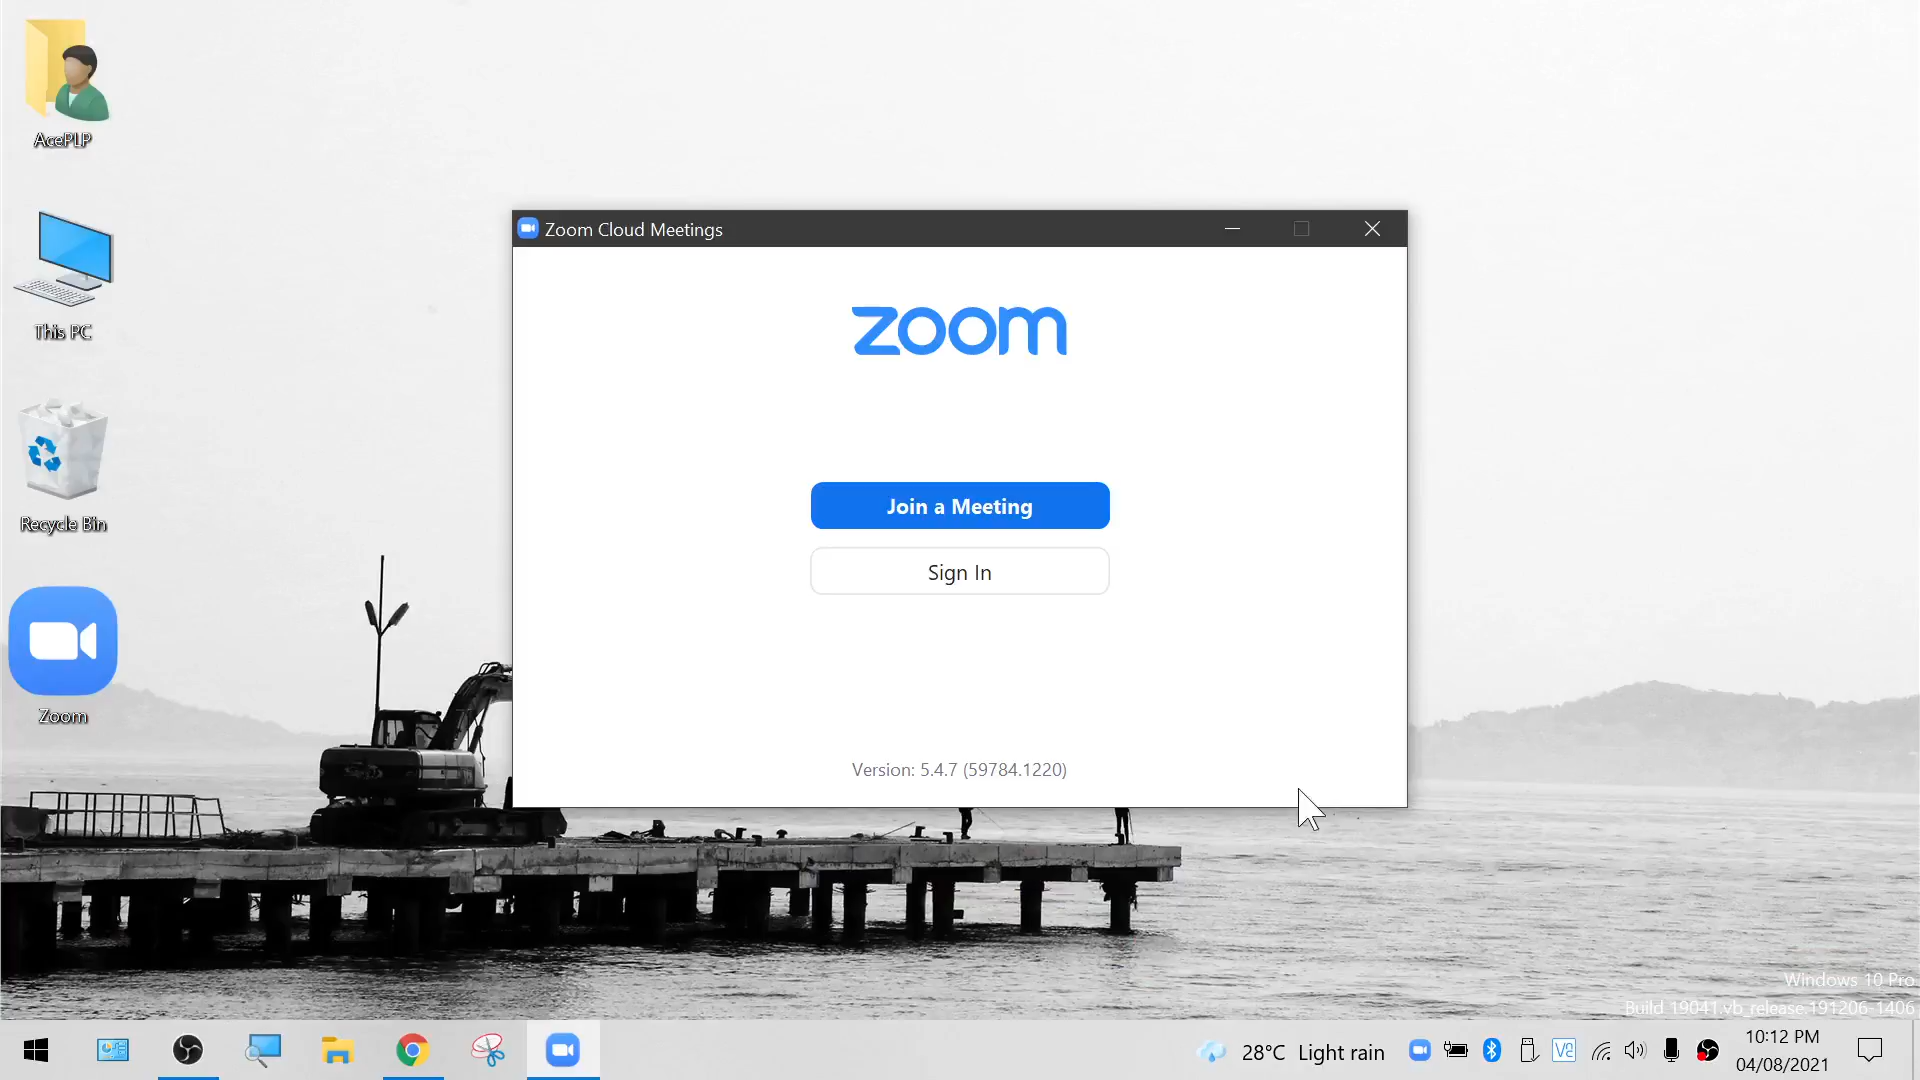 AcePLP
This PC
Recycle Bin
Zoom
Zoom Cloud Meetings
zoom
Join a Meeting
Sign In
Version: 5.4.7 (59784.1220)
Windows 10 Pro
Build 19041.vb_release.191206-1406
28°C Light rain
V2
10:12 PM
04/08/2021